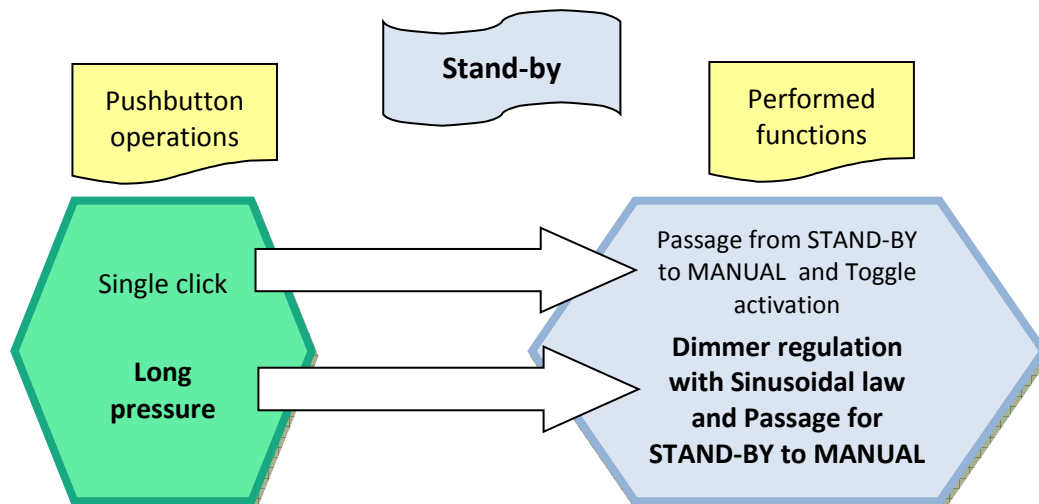 Stand-by
Pushbutton
operations
Performed
functions
Single click
Passage from STAND-BY
to MANUAL and Toggle
activation
Long
pressure
Dimmer regulation
with Sinusoidal law
and Passage for
STAND-BY to MANUAL